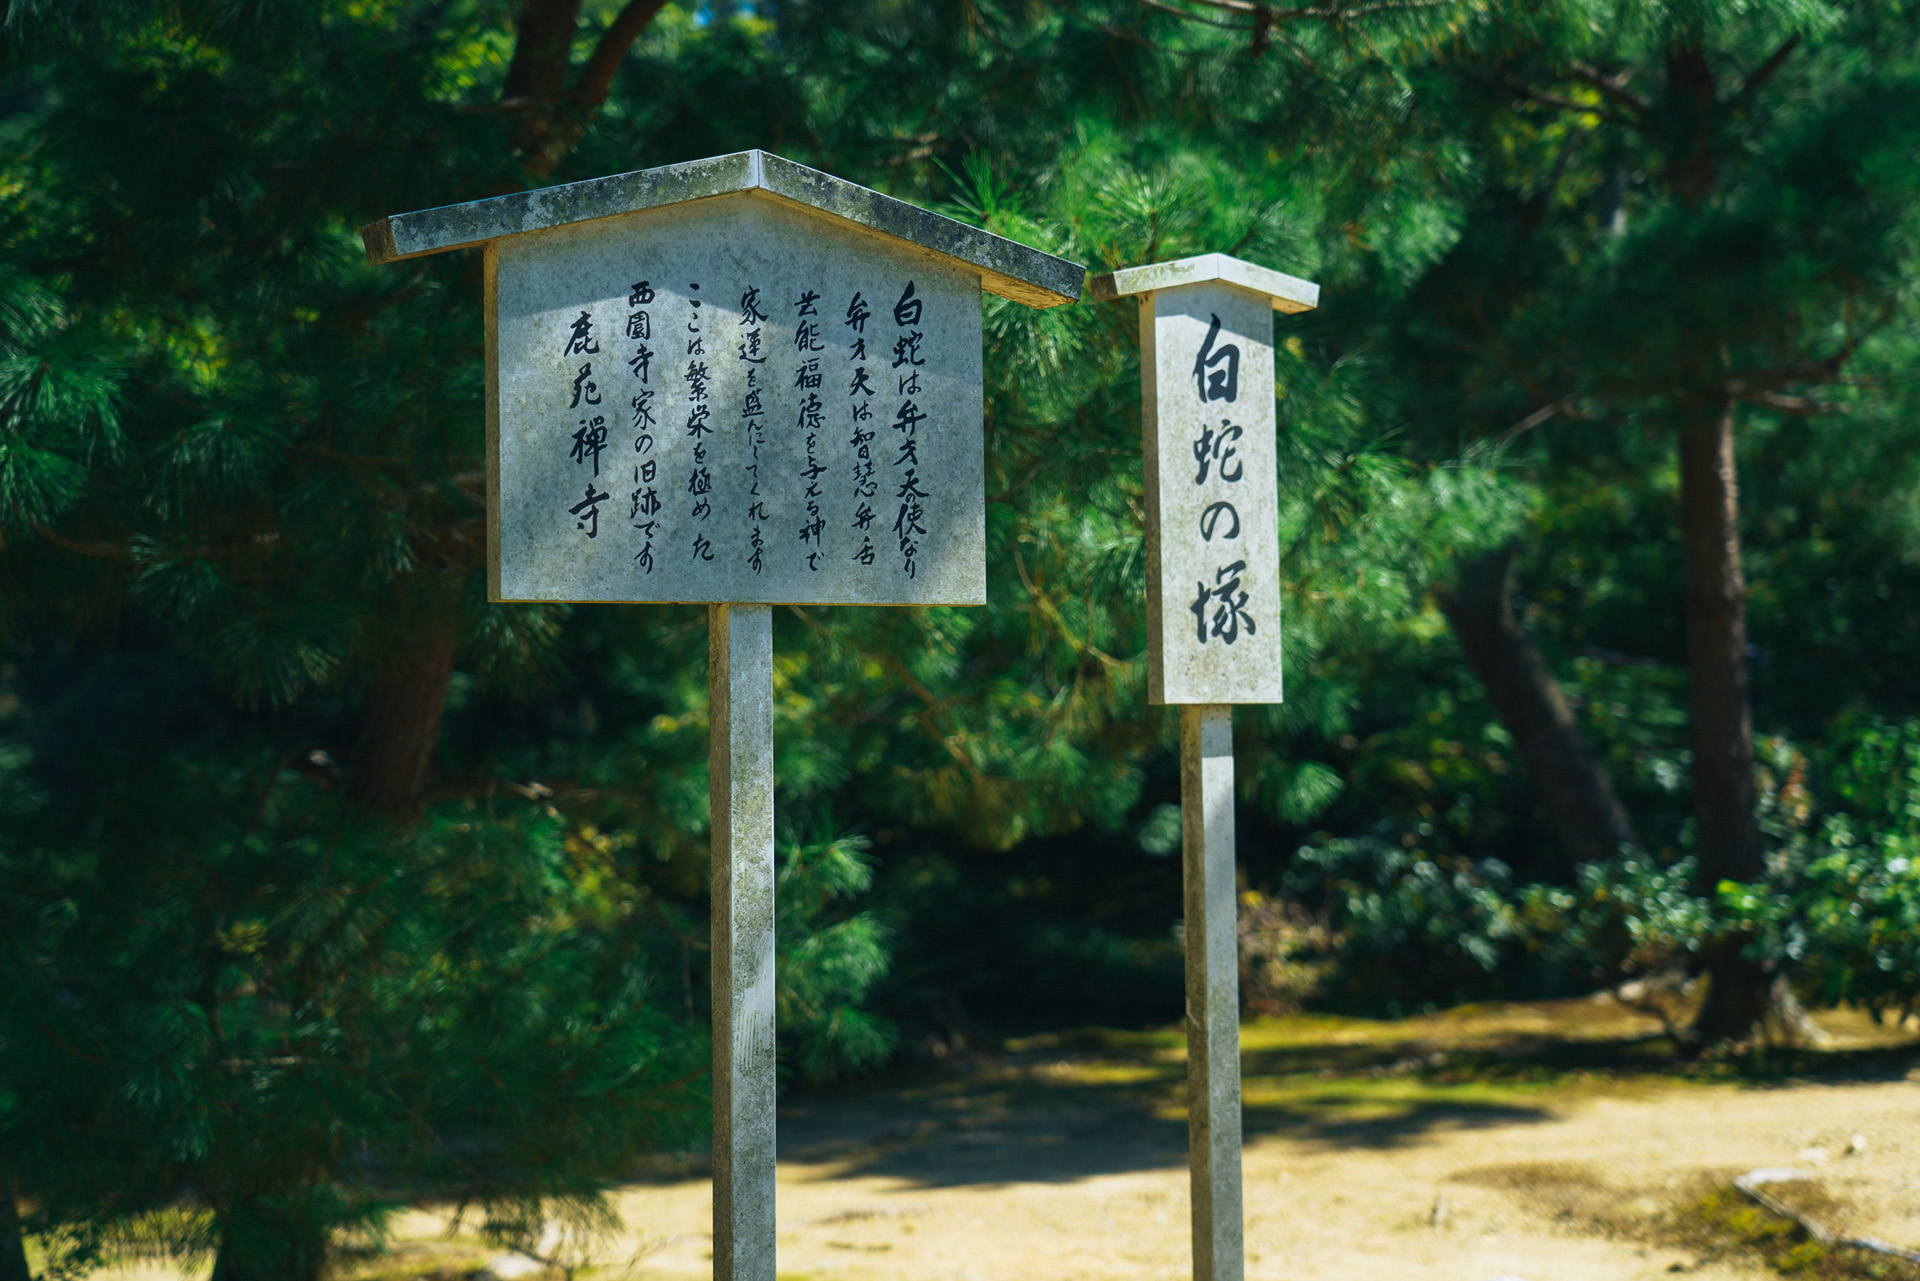 白蛇は弁才天の使なり
弁才天は智慧弁舌
芸能福徳を与える神で
家運を盛んにしてくれます
ここは繁栄を極めた
西園寺家の旧跡です
鹿苑禅寺
白蛇の塚